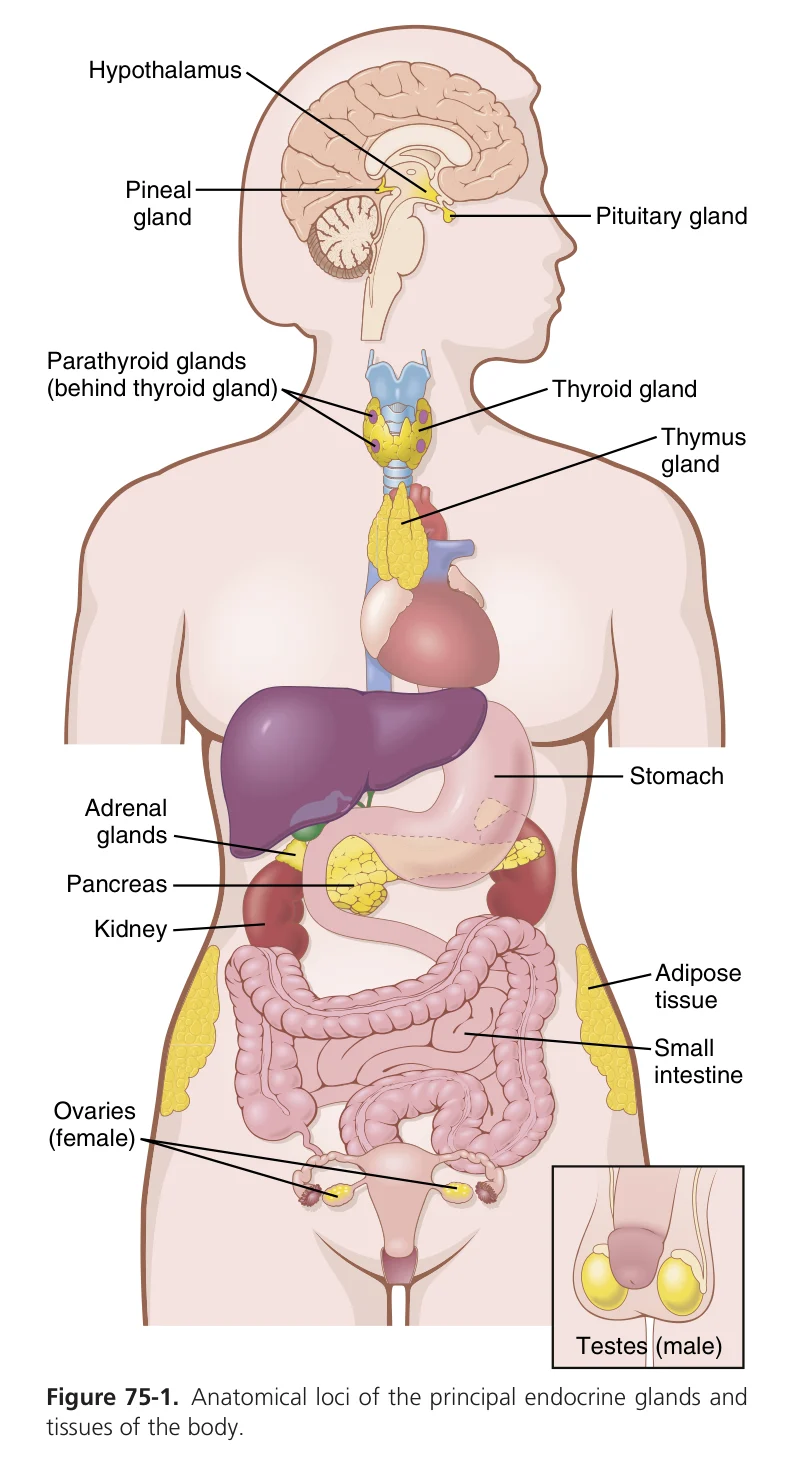 Hypothalamus
Pineal
gland
Pituitary gland
Parathyroid glands
(behind thyroid gland)
Thyroid gland
Thymus
gland
Stomach
Adrenal
glands
Pancreas
Kidney
Adipose
tissue
Small
intestine
Ovaries
(female)
Testes (male)
Figure 75-1. Anatomical loci of the principal endocrine glands and
tissues of the body.